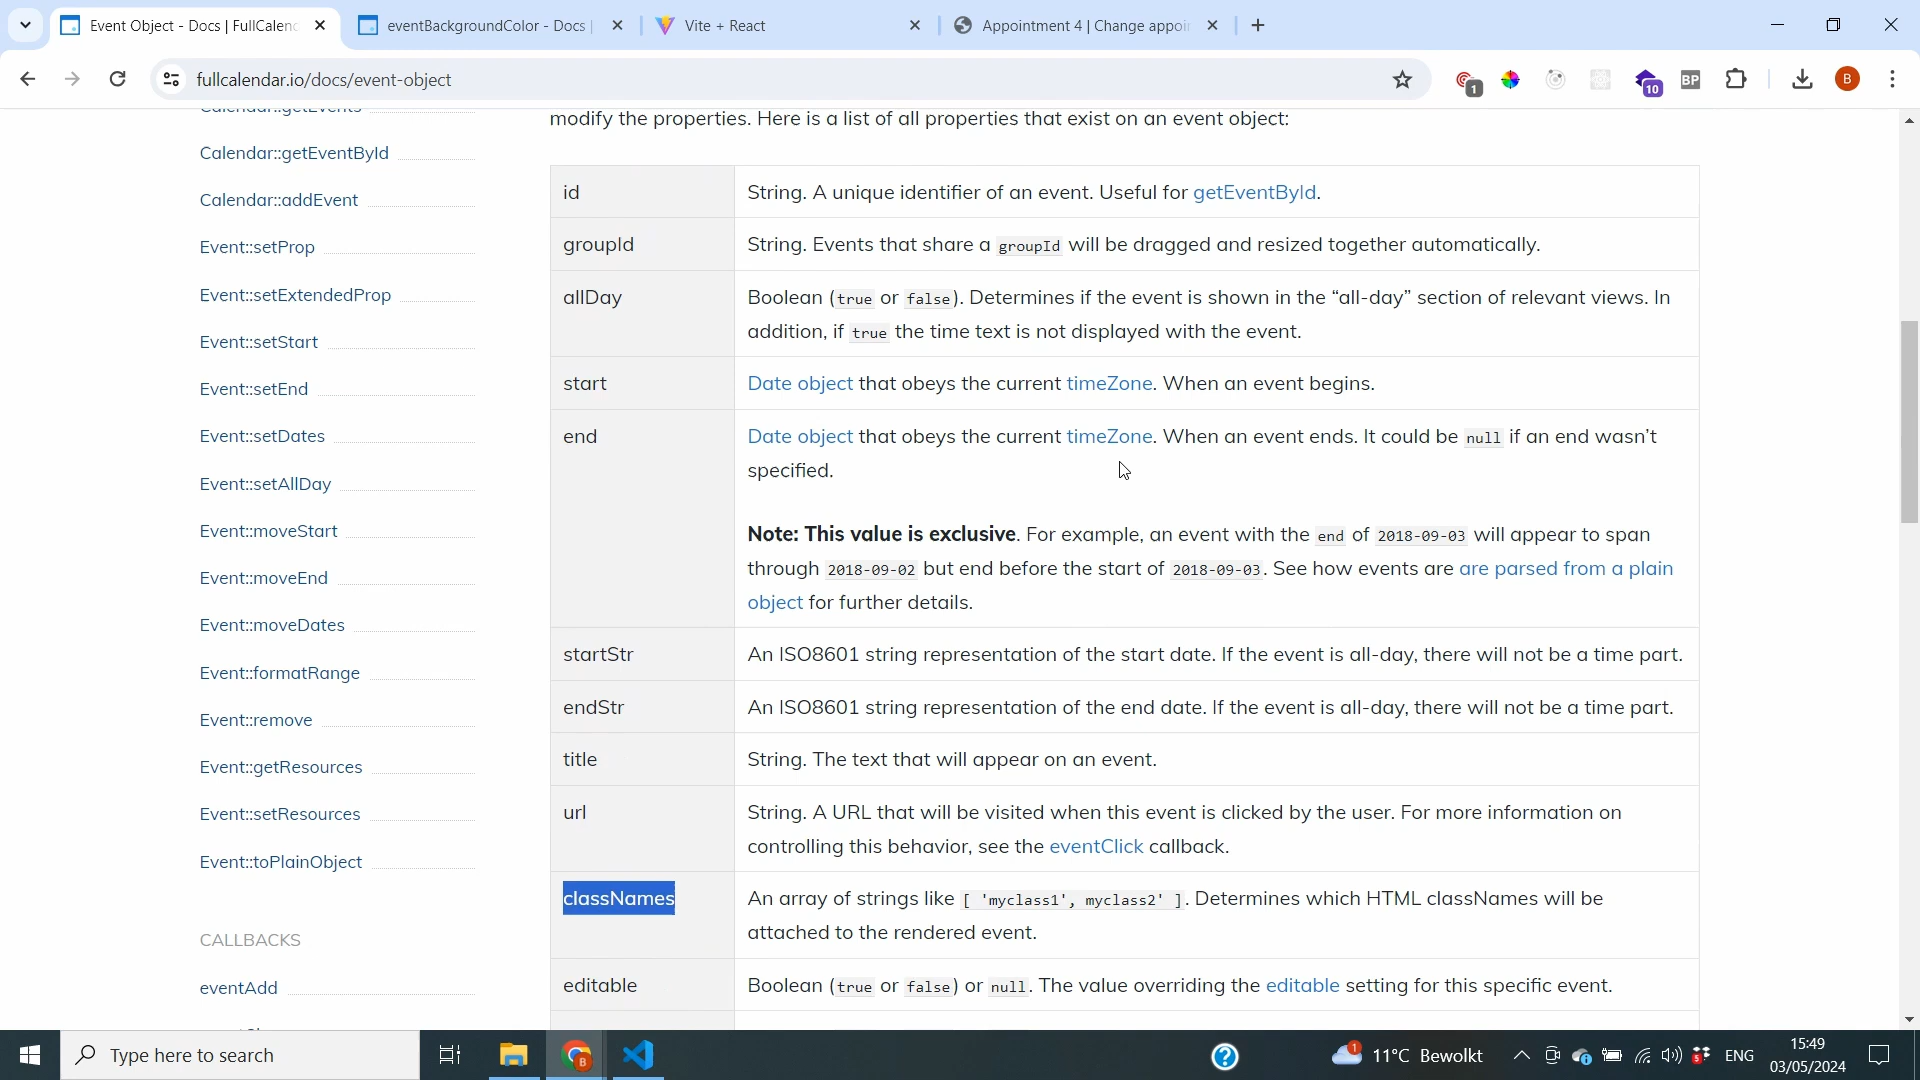 Event Object - Docs | FullCalend
eventBackgroundColor - Docs |
Vite + React
Appointment 4 | Change appoi
fullcalendar.io/docs/event-object
1
10
BP
B
Calendar::getEvents
Calendar::getEventById
Calendar::addEvent
Event::setProp
Event::setExtendedProp
Event::setStart
Event::setEnd
Event::setDates
Event::setAllDay
Event::moveStart
Event::moveEnd
Event::moveDates
Event::formatRange
Event::remove
Event::getResources
Event::setResources
Event::toPlainObject
CALLBACKS
eventAdd
modify the properties. Here is a list of all properties that exist on an event object:
id
String. A unique identifier of an event. Useful for getEventById.
groupId
String. Events that share a groupId will be dragged and resized together automatically.
allDay
Boolean (true or false). Determines if the event is shown in the “all-day” section of relevant views. In
addition, if true the time text is not displayed with the event.
start
Date object that obeys the current timeZone. When an event begins.
end
Date object that obeys the current timeZone. When an event ends. It could be null if an end wasn’t
specified.
Note: This value is exclusive. For example, an event with the end of 2018-09-03 will appear to span
through 2018-09-02 but end before the start of 2018-09-03. See how events are are parsed from a plain
object for further details.
startStr
An ISO8601 string representation of the start date. If the event is all-day, there will not be a time part.
endStr
An ISO8601 string representation of the end date. If the event is all-day, there will not be a time part.
title
String. The text that will appear on an event.
url
String. A URL that will be visited when this event is clicked by the user. For more information on
controlling this behavior, see the eventClick callback.
classNames
An array of strings like [ 'myclass1', myclass2' ]. Determines which HTML classNames will be
attached to the rendered event.
editable
Boolean (true or false) or null. The value overriding the editable setting for this specific event.
Type here to search
B
1
11°C Bewolkt
5
ENG
15:49
03/05/2024